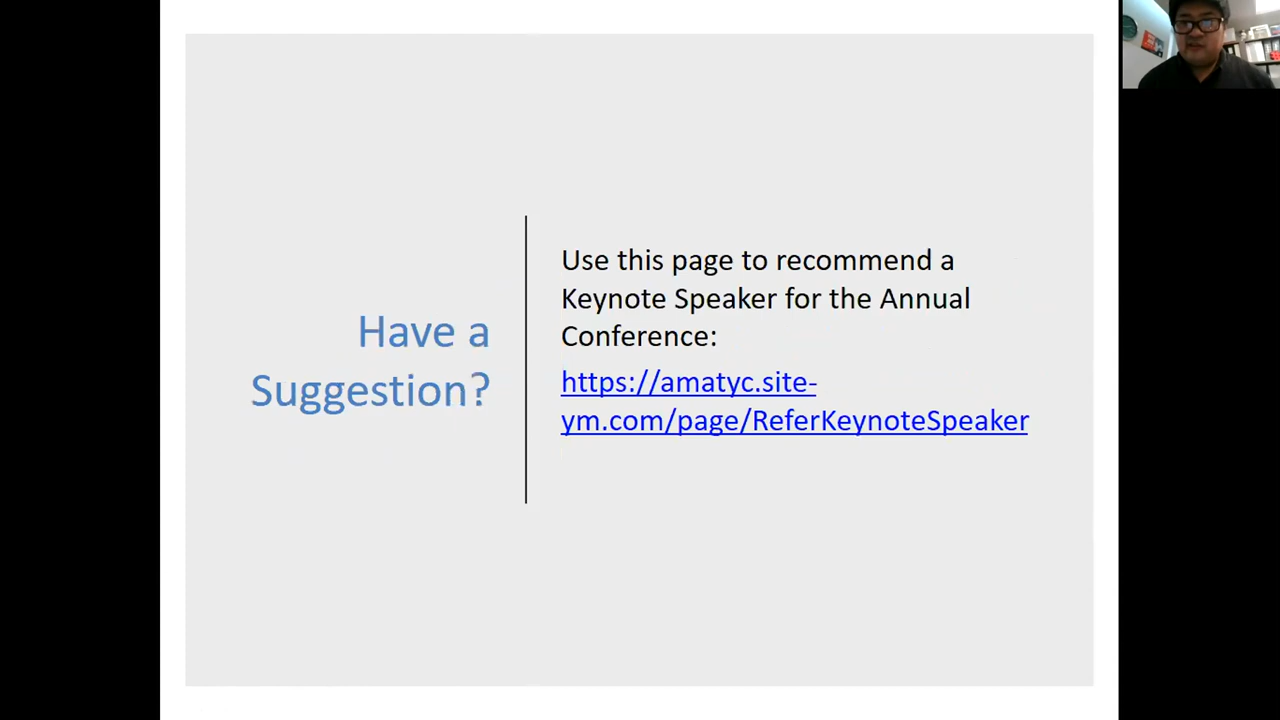 Have a
Suggestion?
Use this page to recommend a
Keynote Speaker for the Annual
Conference:
https://amatyc.site-
ym.com/page/ReferKeynoteSpeaker